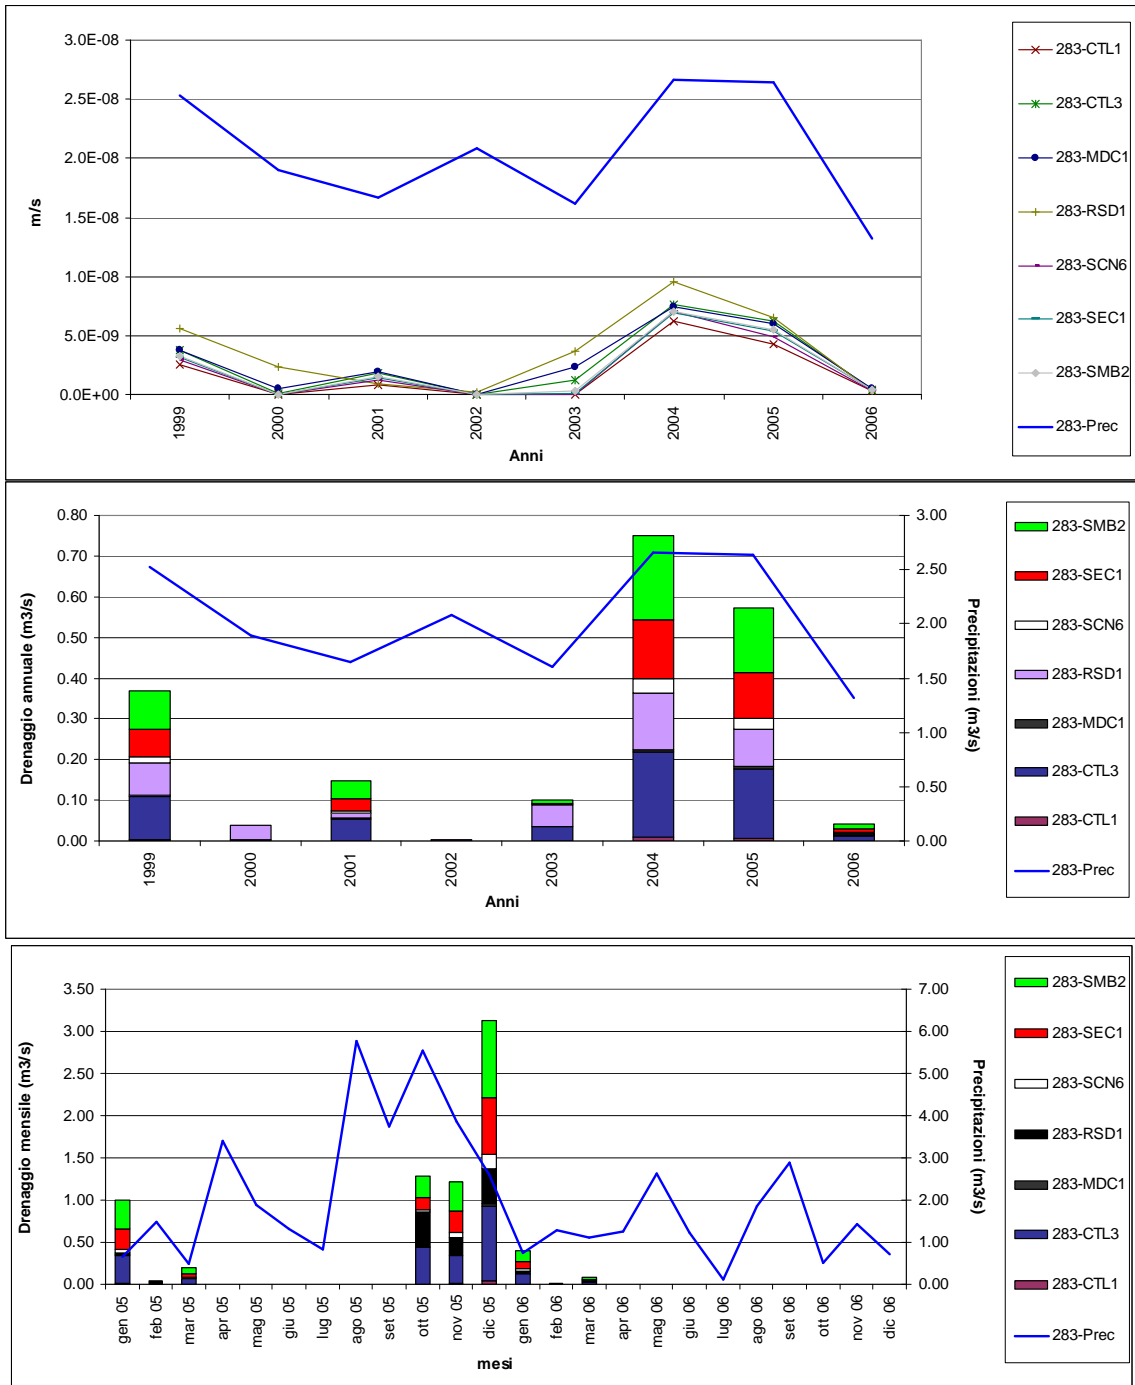 3.0E-08
2.5E-08
2.0E-08
1.5E-08
1.0E-08
5.0E-09
0.0E+00
m/s
1999
2000
2001
2002
2003
2004
2005
2006
Anni
283-CTL1
283-CTL3
283-MDC1
283-RSD1
283-SCN6
283-SEC1
283-SMB2
283-Prec
0.80
0.70
0.60
0.50
0.40
0.30
0.20
0.10
0.00
Drenaggio annuale (m3/s)
3.00
2.50
2.00
1.50
1.00
0.50
0.00
Precipitazioni (m3/s)
1999
2000
2001
2002
2003
2004
2005
2006
Anni
283-SMB2
283-SEC1
283-SCN6
283-RSD1
283-MDC1
283-CTL3
283-CTL1
283-Prec
3.50
3.00
2.50
2.00
1.50
1.00
0.50
0.00
Drenaggio mensile (m3/s)
7.00
6.00
5.00
4.00
3.00
2.00
1.00
0.00
Precipitazioni (m3/s)
gen 05
feb 05
mar 05
apr 05
mag 05
giu 05
lug 05
ago 05
set 05
ott 05
nov 05
dic 05
gen 06
feb 06
mar 06
apr 06
mag 06
giu 06
lug 06
ago 06
set 06
ott 06
nov 06
dic 06
mesi
283-SMB2
283-SEC1
283-SCN6
283-RSD1
283-MDC1
283-CTL3
283-CTL1
283-Prec